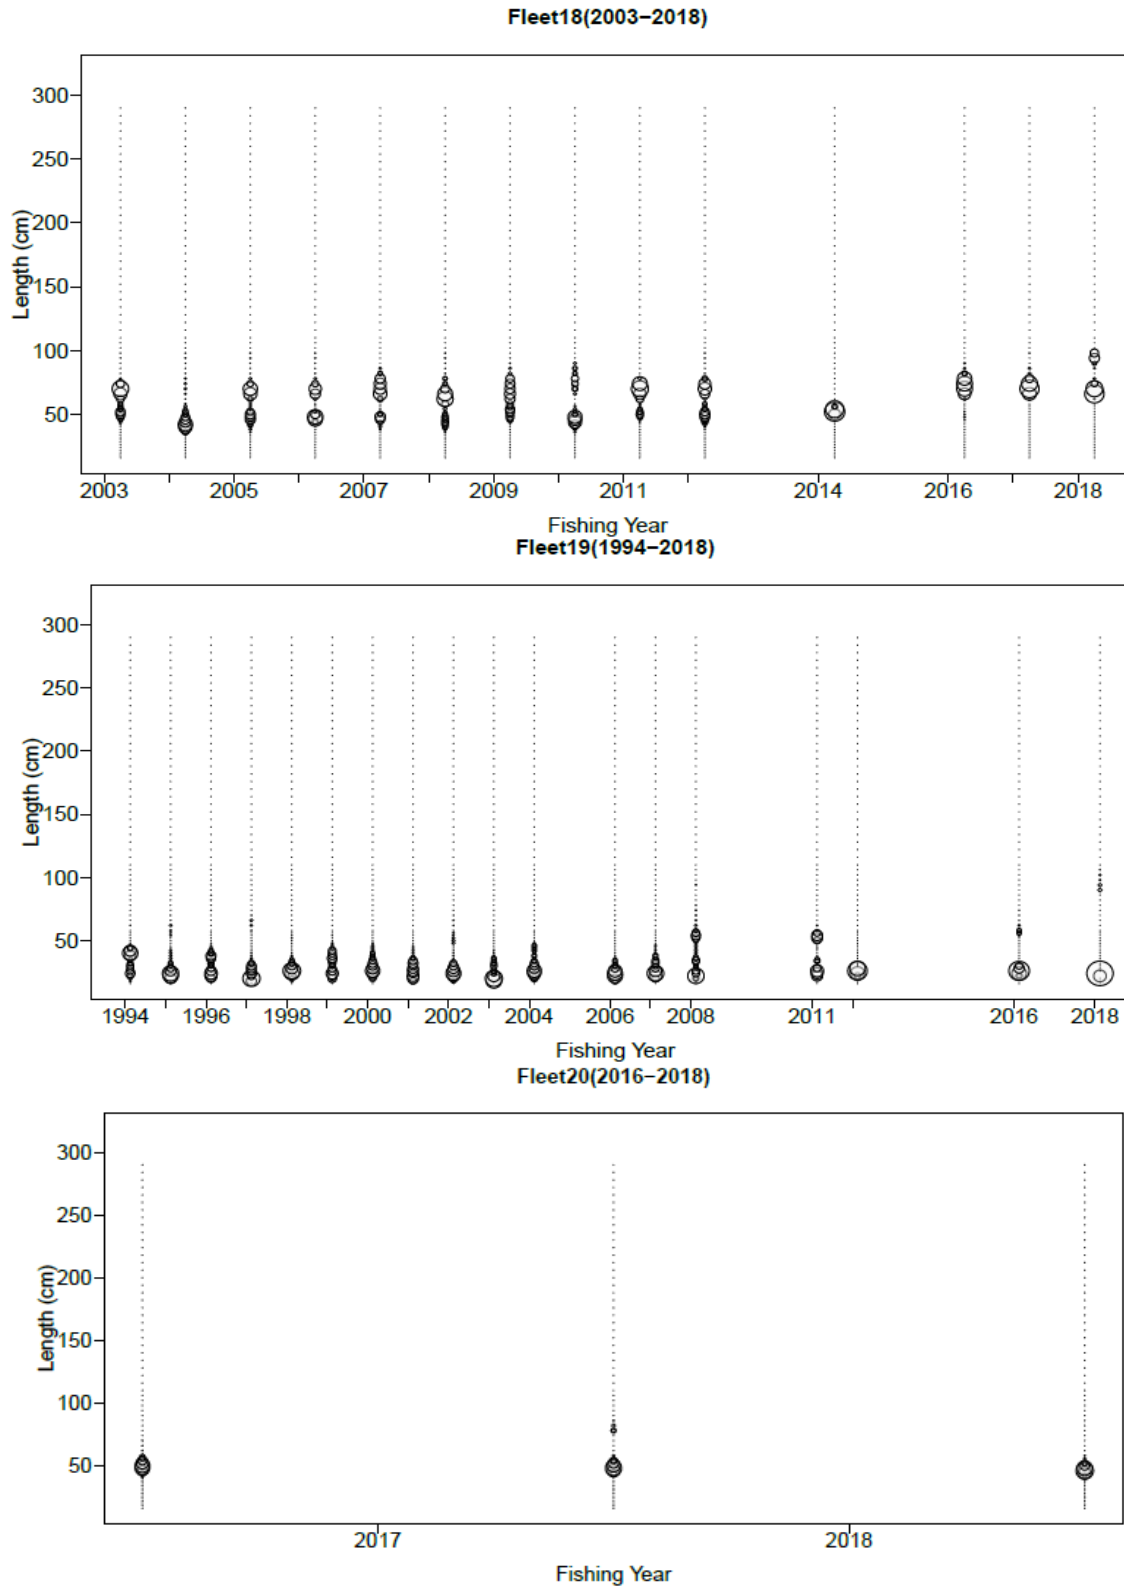 Fleet18(2003−2018)
300
250
200
150
100
50
Length (cm)
2003 2005 2007 2009 2011 2014 2016 2018
Fishing Year
Fleet19(1994−2018)
300
250
200
150
100
50
Length (cm)
1994 1996 1998 2000 2002 2004 2006 2008 2011 2016 2018
Fishing Year
Fleet20(2016−2018)
300
250
200
150
100
50
Length (cm)
2017 2018
Fishing Year